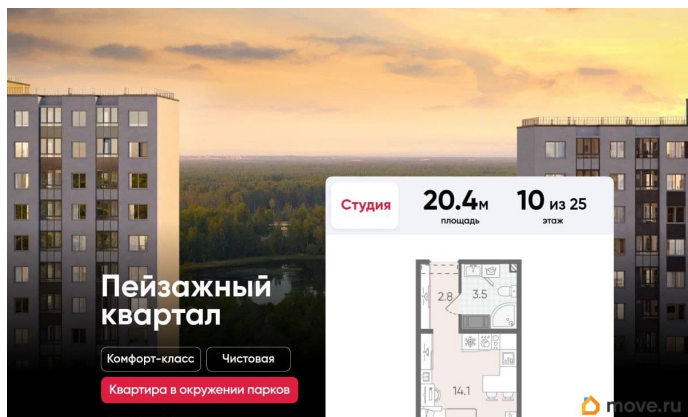 Студия
20.4м
площадь
10 из 25
этаж
2.8
3.5
14.1
Пейзажный
квартал
Комфорт-класс
Чистовая
Квартира в окружении парков
move.ru